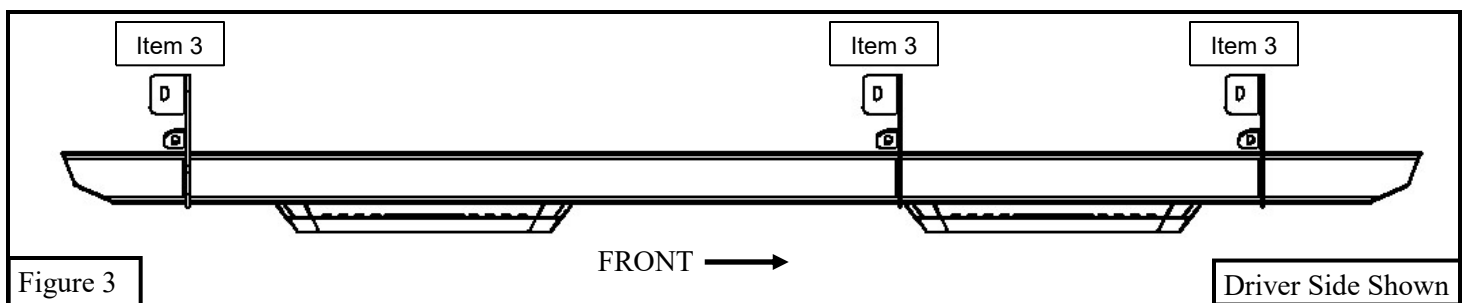 Item 3
Item 3
Item 3
D
D
D
D
D
D
FRONT
Figure 3
Driver Side Shown